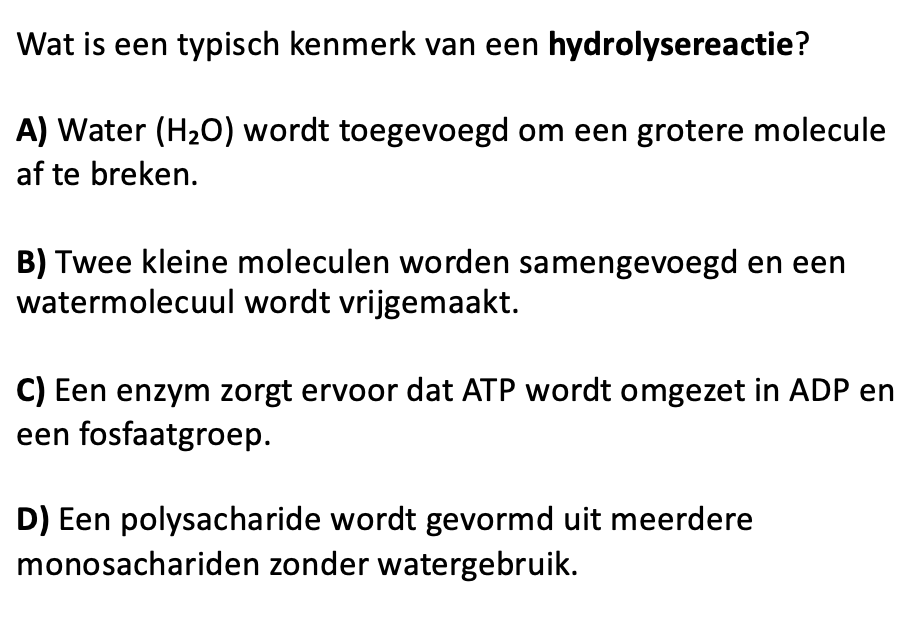 Wat is een typisch kenmerk van een hydrolysereactie?
A) Water (H₂O) wordt toegevoegd om een grotere molecule
af te breken.
B) Twee kleine moleculen worden samengevoegd en een
watermolecuul wordt vrijgemaakt.
C) Een enzym zorgt ervoor dat ATP wordt omgezet in ADP en
een fosfaatgroep.
D) Een polysacharide wordt gevormd uit meerdere
monosachariden zonder watergebruik.